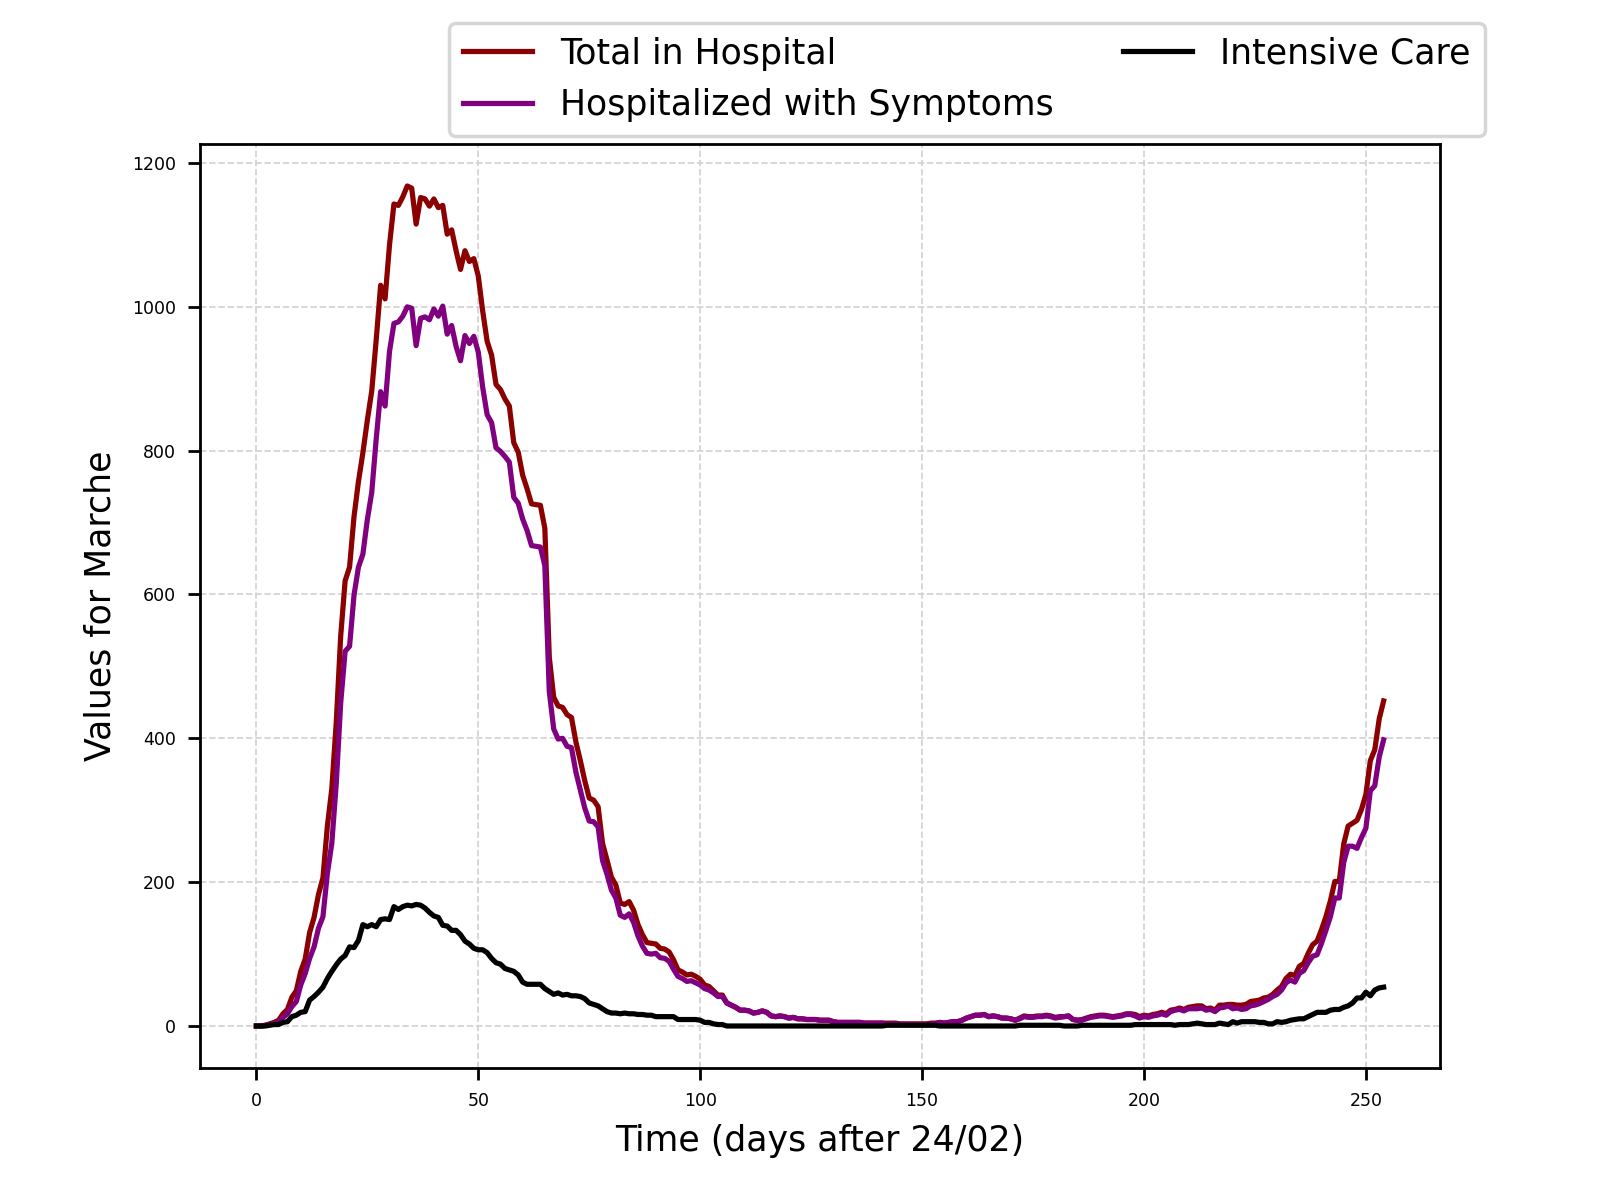 Total in Hospital
Hospitalized with Symptoms
Intensive Care
Values for Marche
1200
1000
800
600
400
200
0
0 50 100 150 200 250
Time (days after 24/02)